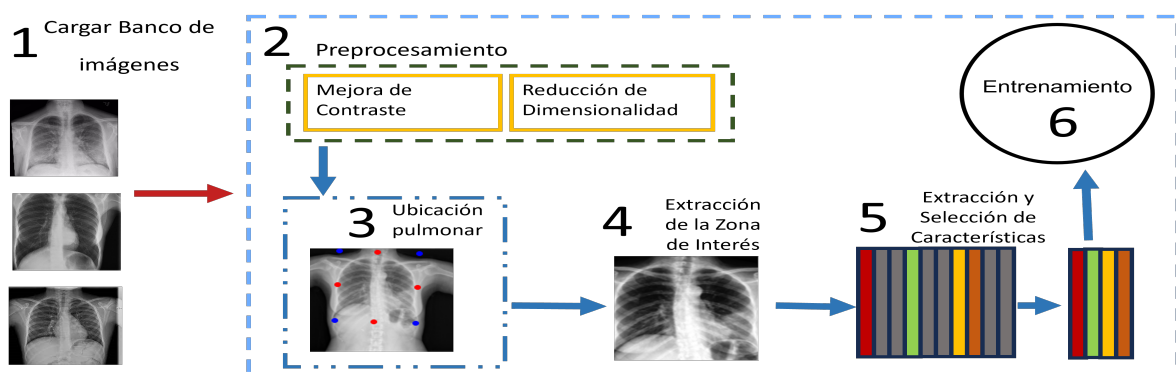 1 Cargar Banco de
imágenes
2 Preprocesamiento
Mejora de
Contraste
Reducción de
Dimensionalidad
3 Ubicación
pulmonar
4 Extracción
de la Zona
de Interés
5 Extracción y
Selección de
Características
Entrenamiento
6